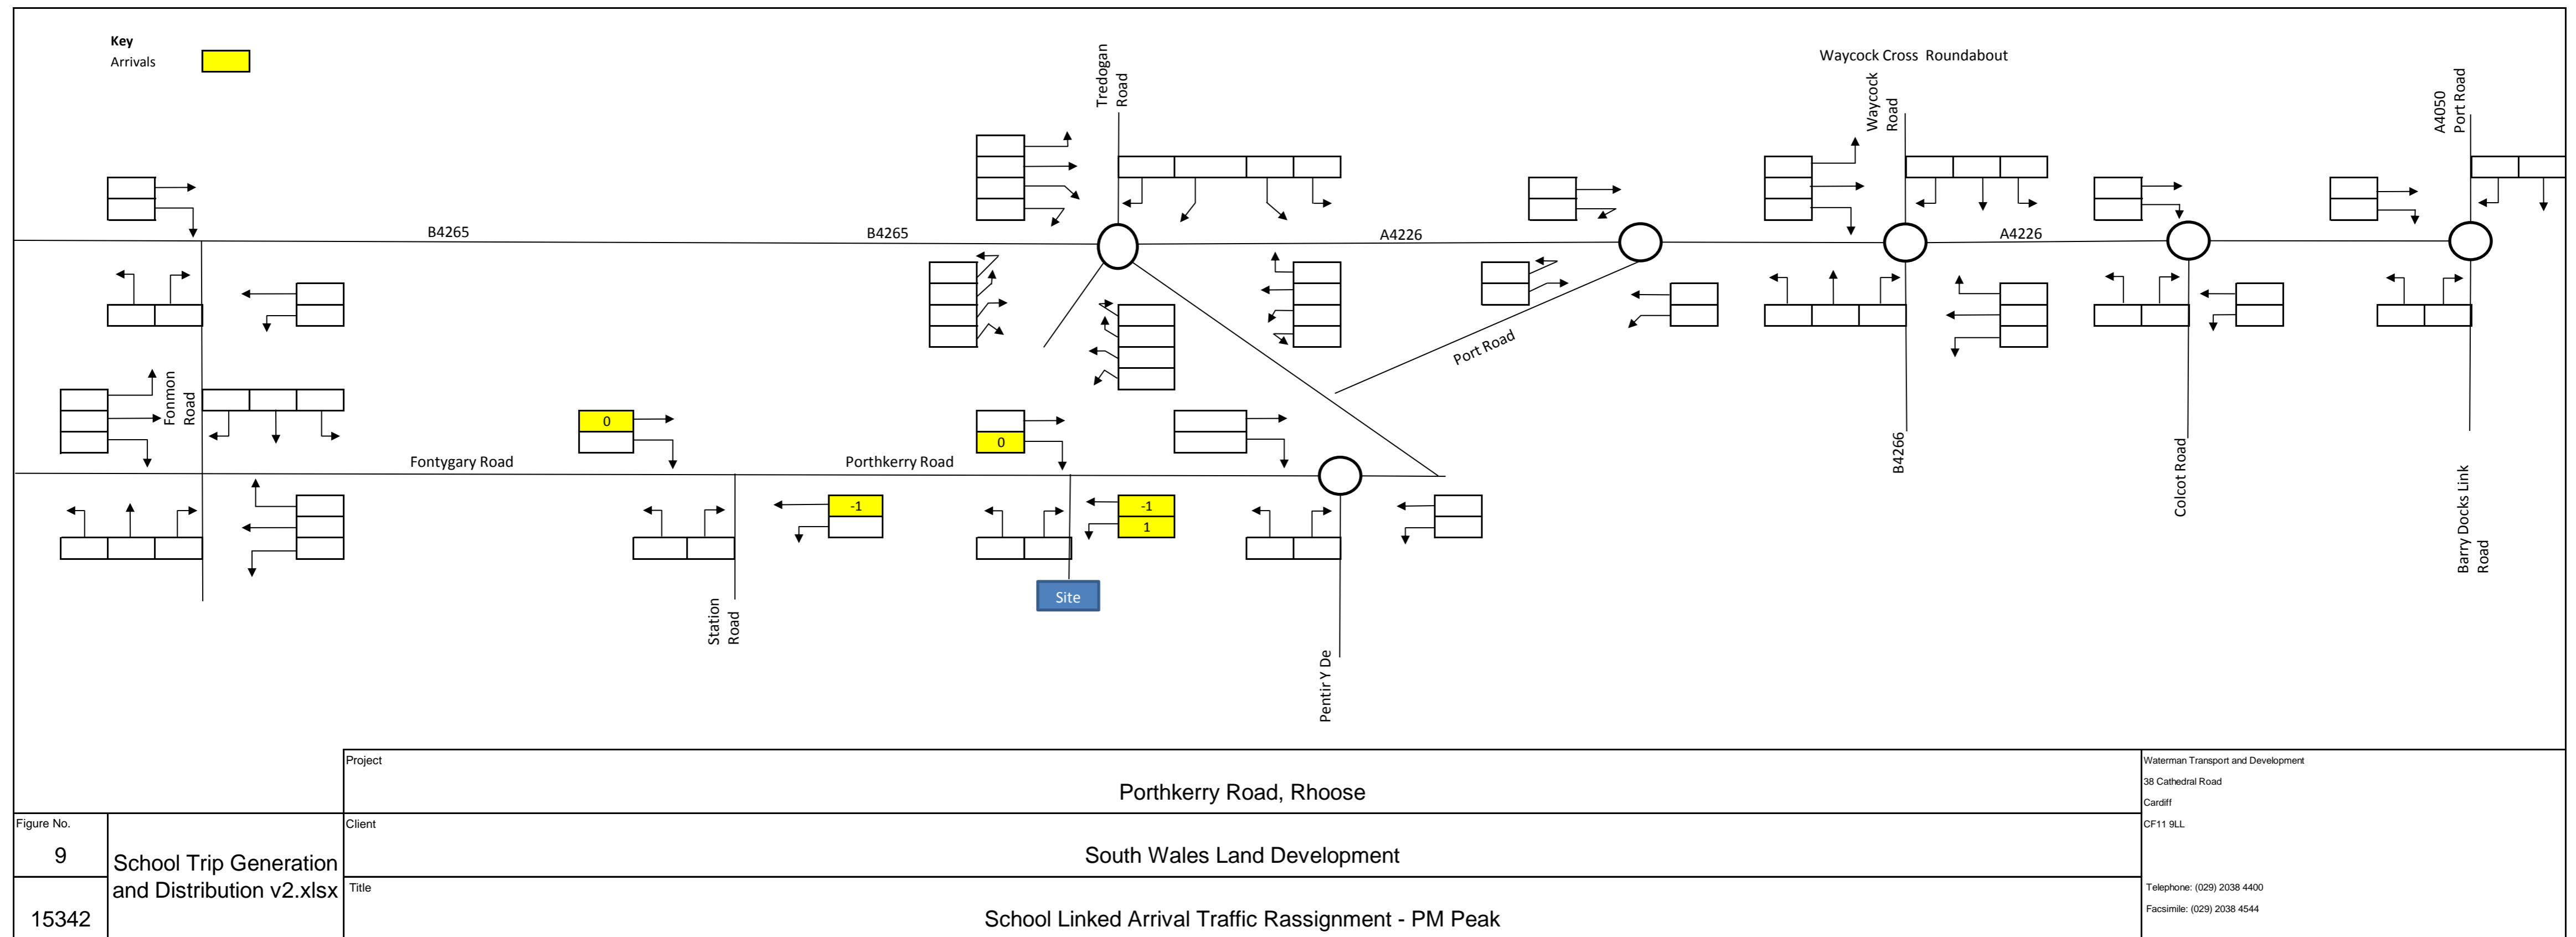 Key
Arrivals
Tredogan
Road
Waycock Cross  Roundabout
Waycock
Road
A4050
Port Road
B4265
B4265
A4226
A4226
Port Road
Fonmon
Road
0
0
B4266
Colcot Road
Barry Docks Link
Road
Fontygary Road
Porthkerry Road
-1
-1
1
Site
Station
Road
Pentir Y De
Project
Porthkerry Road, Rhoose
Waterman Transport and Development
38 Cathedral Road
Cardiff
CF11 9LL
Figure No.
9
School Trip Generation
and Distribution v2.xlsx
Client
South Wales Land Development
15342
Title
School Linked Arrival Traffic Rassignment - PM Peak
Telephone: (029) 2038 4400
Facsimile: (029) 2038 4544